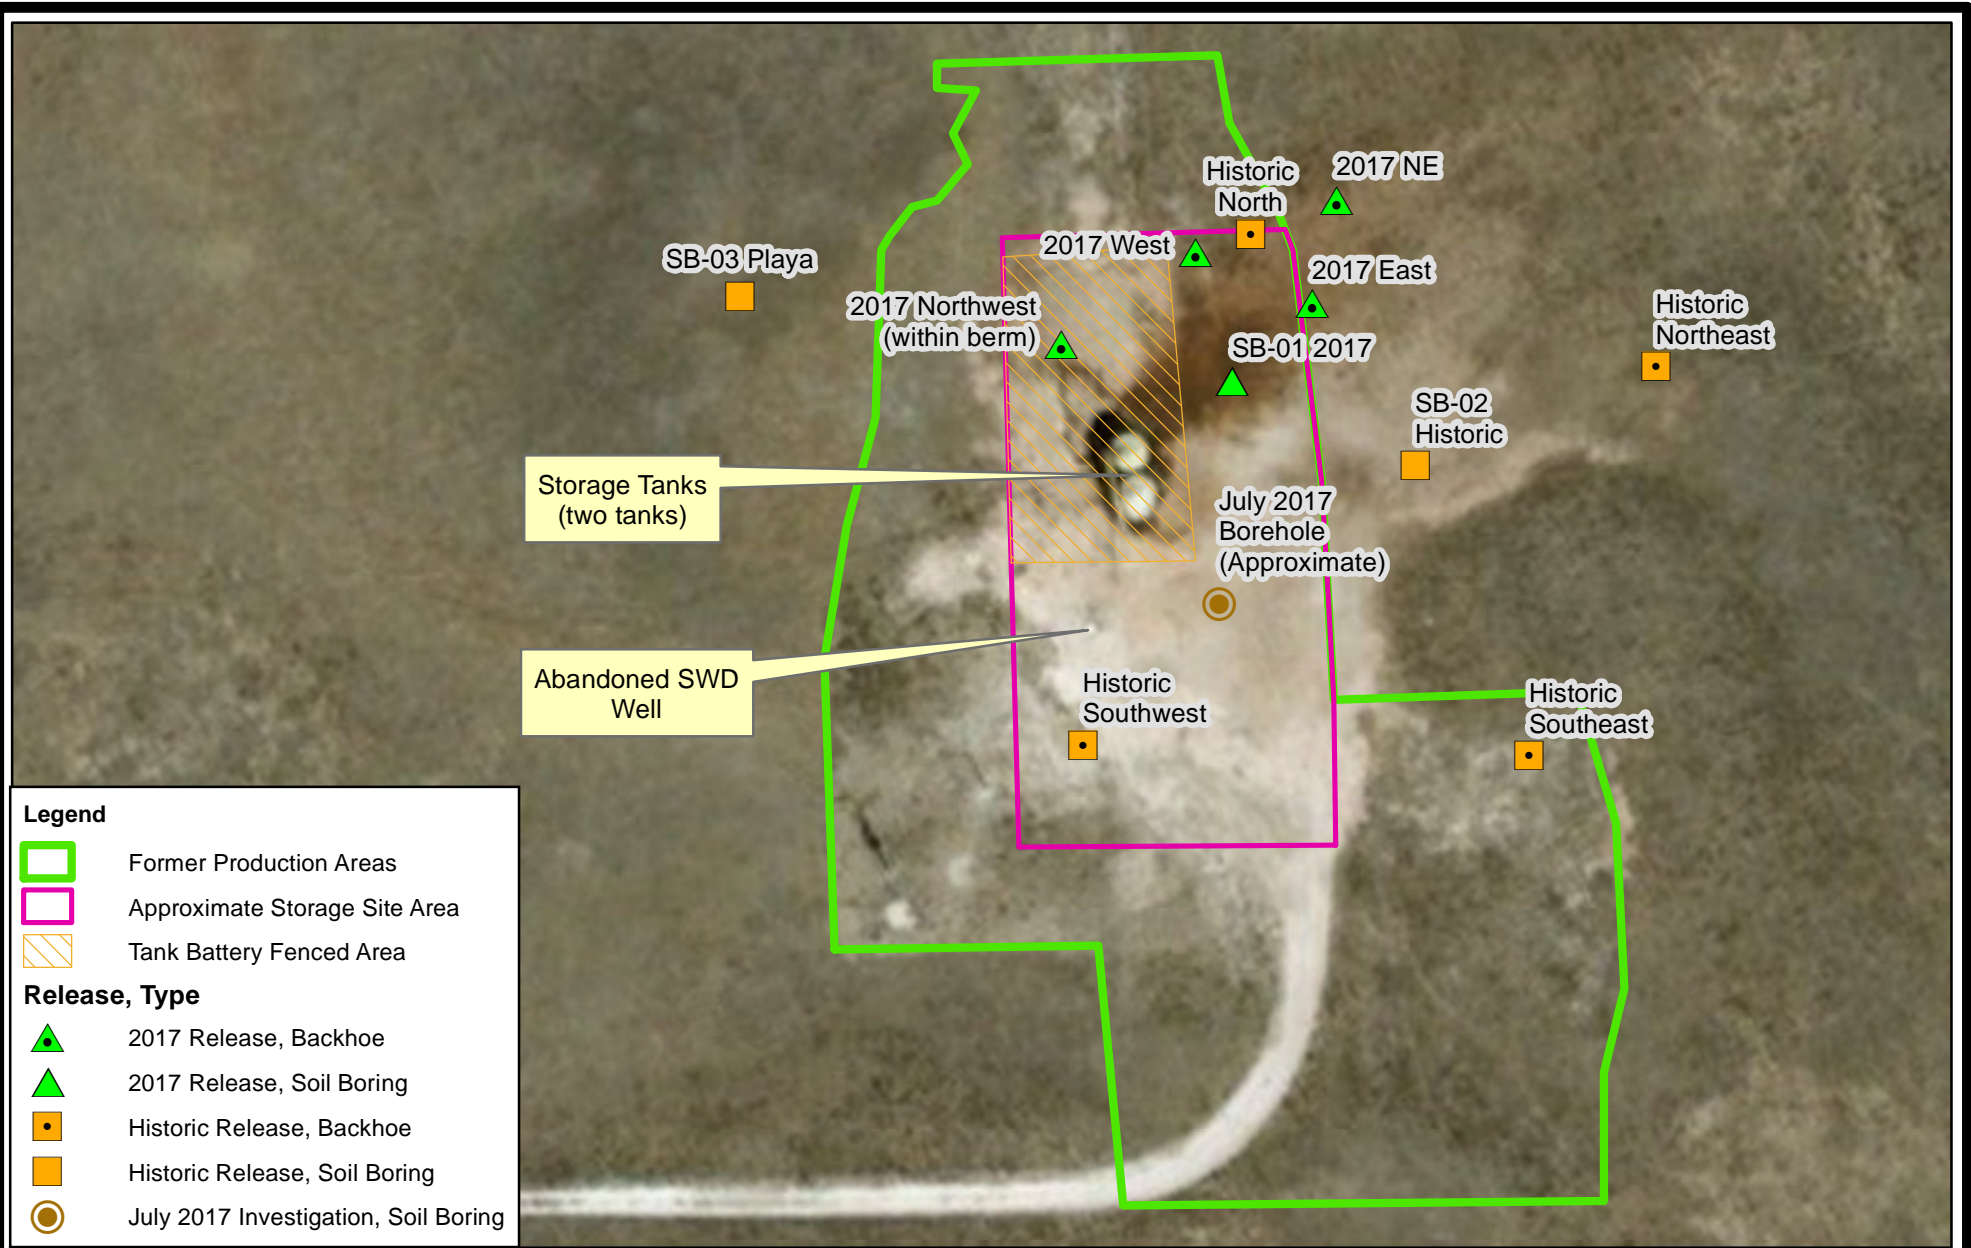 Historic
North
2017 NE
2017 West
SB-03 Playa
2017 East
2017 Northwest
(within berm)
Historic
Northeast
SB-01 2017
SB-02
Historic
Storage Tanks
(two tanks)
July 2017
Borehole
(Approximate)
Abandoned SWD
Well
Historic
Southwest
Historic
Southeast
Legend
Former Production Areas
Approximate Storage Site Area
Tank Battery Fenced Area
Release, Type
2017 Release, Backhoe
2017 Release, Soil Boring
Historic Release, Backhoe
Historic Release, Soil Boring
July 2017 Investigation, Soil Boring